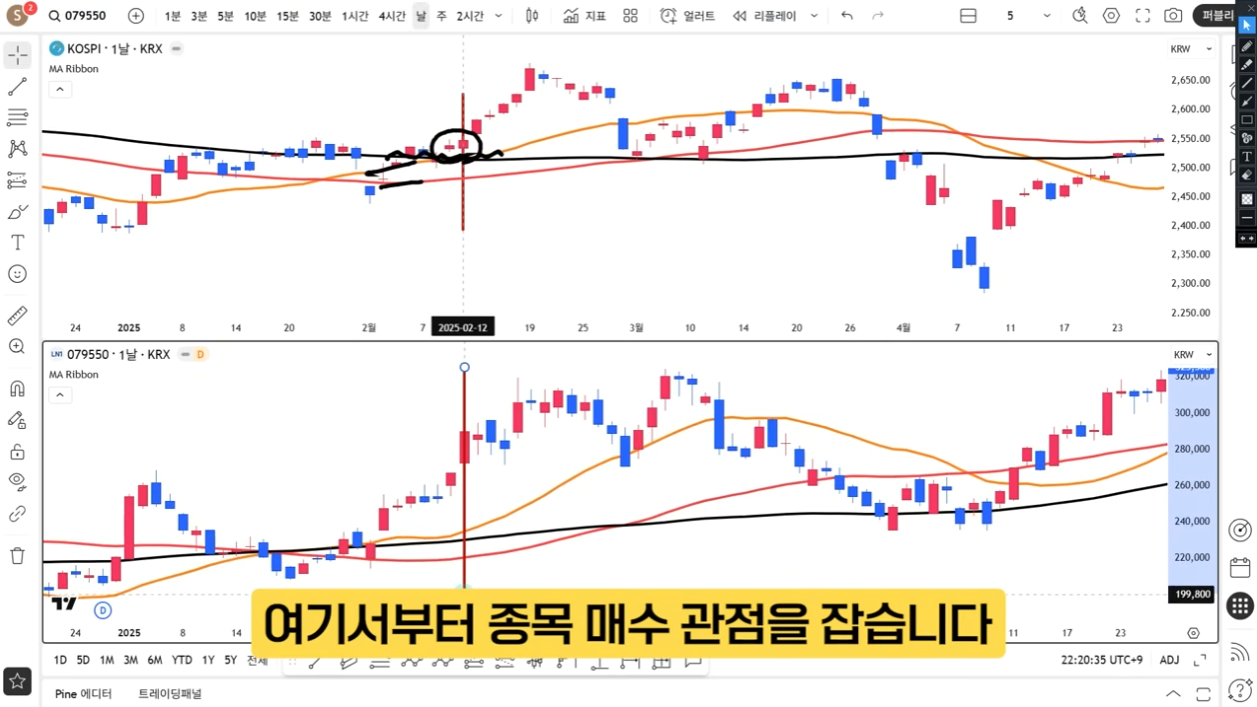 S 2 079550 1분 3분 5분 10분 15분 30분 1시간 4시간 날 주 2시간 지표 얼러트 리플레이 5 퍼블리
KOSPI · 1날 · KRX
KRW
MA Ribbon
2,650.00
2,600.00
2,550.00
2,500.00
2,450.00
2,400.00
2,350.00
2,300.00
2,250.00
24 2025 8 14 20 2월 7 2025-02-12 19 25 3월 10 14 20 26 4월 7 11 17 23
LNT 079550 · 1날 · KRX D
KRW
MA Ribbon
320,000
300,000
280,000
260,000
240,000
220,000
199,800
D
여기서부터 종목 매수 관점을 잡습니다
24 2025 8 14 11 17 23
1D 5D 1M 3M 6M YTD 1Y 5Y 전체
22:20:35 UTC+9 ADJ
Pine 에디터 트레이딩패널